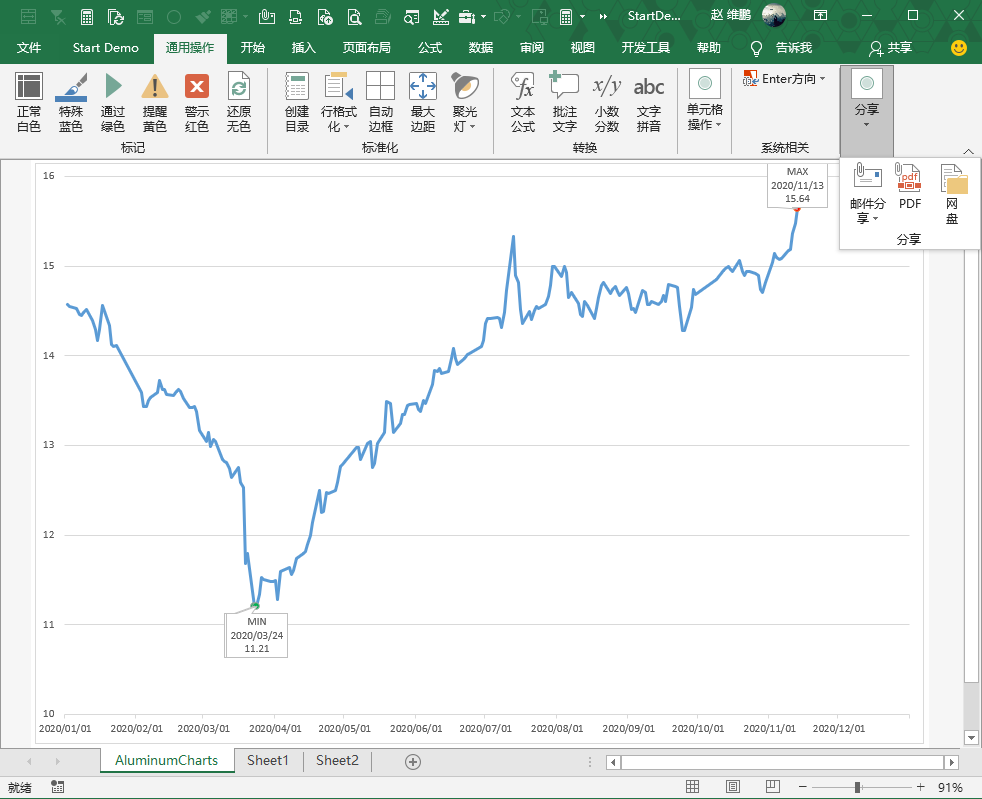 StartDe... 赵 维鹏
文件 Start Demo 通用操作 开始 插入 页面布局 公式 数据 审阅 视图 开发工具 帮助 告诉我 共享
正常白色 特殊蓝色 通过绿色 提醒黄色 警示红色 还原无色
标记
创建目录 行格式化 自动边框 最大边距 聚光灯
标准化
fx x/y abc
文本公式 批注文字 小数分数 文字拼音
转换
单元格操作
Enter方向
系统相关
分享
邮件分享 PDF 网盘
pdf
分享
16
15
14
13
12
11
10
MAX
2020/11/13
15.64
MIN
2020/03/24
11.21
2020/01/01 2020/02/01 2020/03/01 2020/04/01 2020/05/01 2020/06/01 2020/07/01 2020/08/01 2020/09/01 2020/10/01 2020/11/01 2020/12/01
AluminumCharts Sheet1 Sheet2
就绪 91%